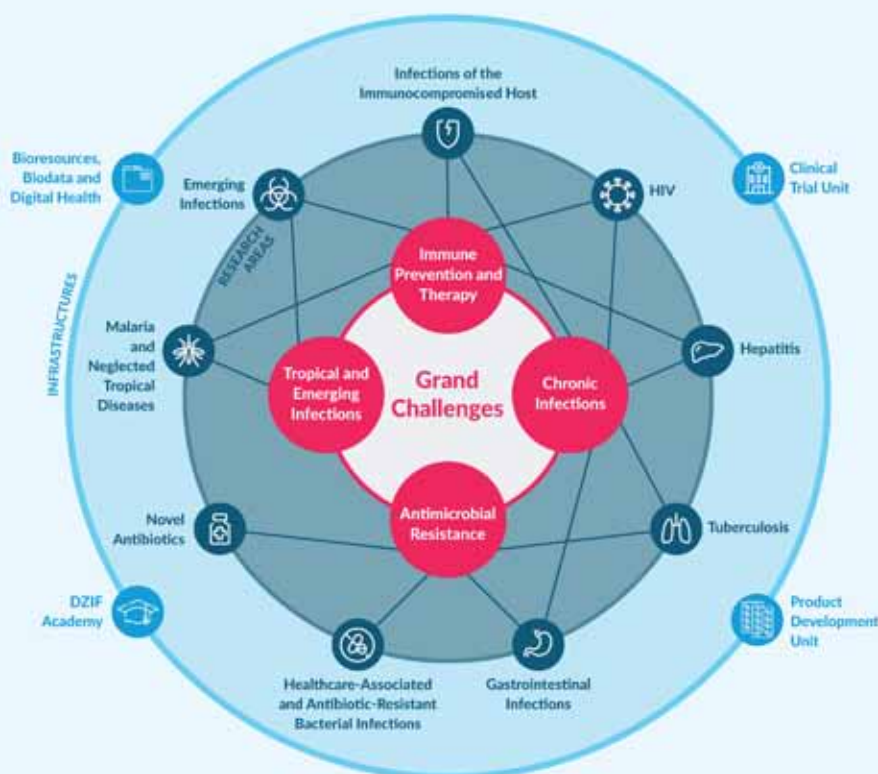 Infections of the
Immunocompromised Host
Bioresources,
Biodata and
Digital Health
Clinical
Trial Unit
Emerging
Infections
HIV
RESEARCH
AREAS
Immune
Prevention and
Therapy
INFRASTRUCTURES
Malaria
and
Neglected
Tropical
Diseases
Tropical and
Emerging
Infections
Grand
Challenges
Chronic
Infections
Hepatitis
Antimicrobial
Resistance
Novel
Antibiotics
Tuberculosis
DZIF
Academy
Product
Development
Unit
Healthcare-Associated
and Antibiotic-Resistant
Bacterial Infections
Gastrointestinal
Infections